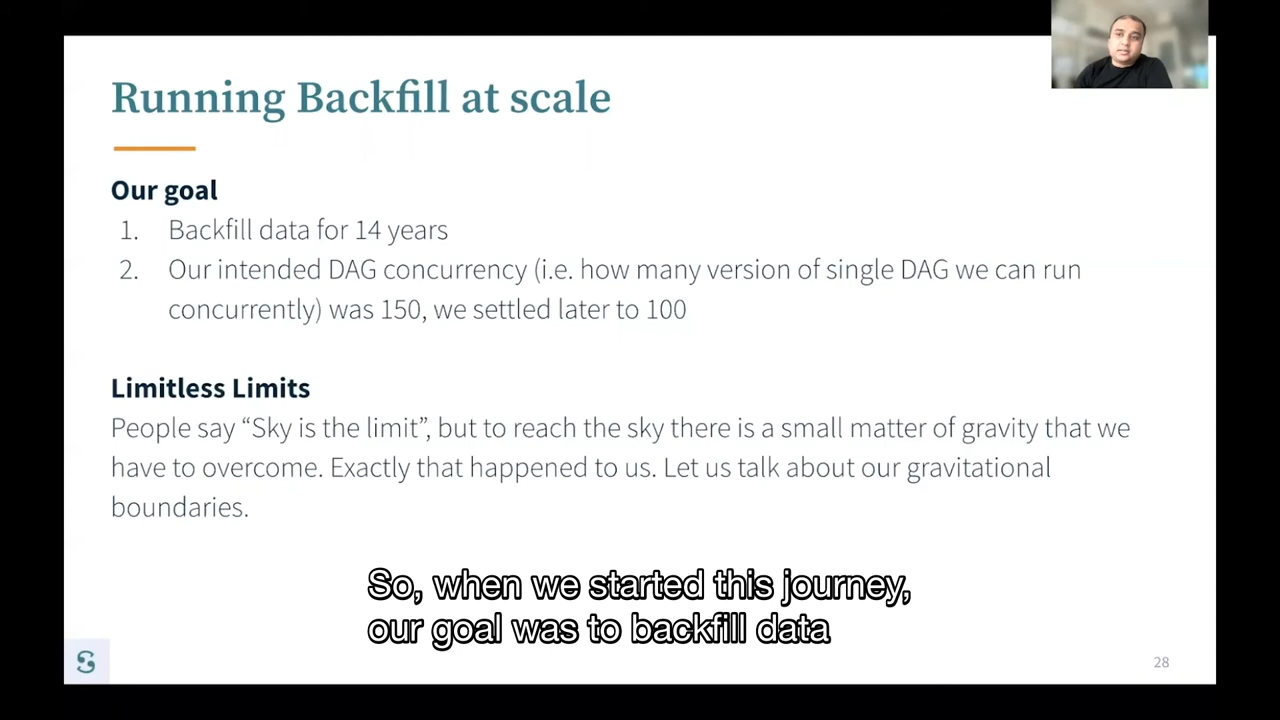 Running Backfill at scale
Our goal
1. Backfill data for 14 years
2. Our intended DAG concurrency (i.e. how many version of single DAG we can run
concurrently) was 150, we settled later to 100
Limitless Limits
People say “Sky is the limit”, but to reach the sky there is a small matter of gravity that we
have to overcome. Exactly that happened to us. Let us talk about our gravitational
boundaries.
So, when we started this journey,
our goal was to backfill data
28